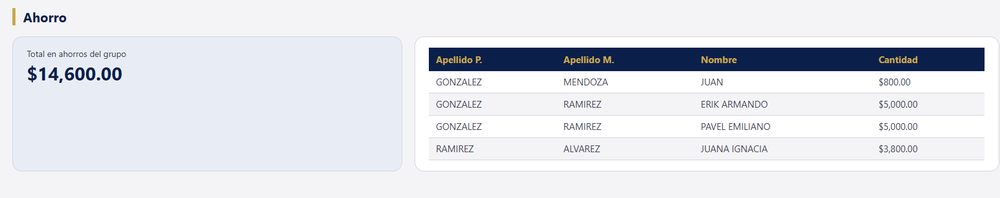 Ahorro
Total en ahorros del grupo
$14,600.00
Apellido P. Apellido M. Nombre Cantidad
GONZALEZ MENDOZA JUAN $800.00
GONZALEZ RAMIREZ ERIK ARMANDO $5,000.00
GONZALEZ RAMIREZ PAVEL EMILIANO $5,000.00
RAMIREZ ALVAREZ JUANA IGNACIA $3,800.00